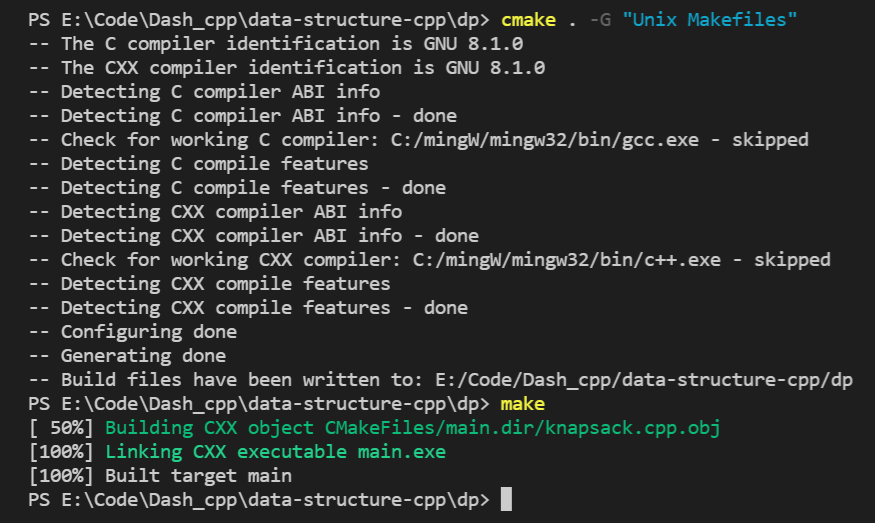 PS E:\Code\Dash_cpp\data-structure-cpp\dp> cmake . -G "Unix Makefiles"
-- The C compiler identification is GNU 8.1.0
-- The CXX compiler identification is GNU 8.1.0
-- Detecting C compiler ABI info
-- Detecting C compiler ABI info - done
-- Check for working C compiler: C:/mingW/mingw32/bin/gcc.exe - skipped
-- Detecting C compile features
-- Detecting C compile features - done
-- Detecting CXX compiler ABI info
-- Detecting CXX compiler ABI info - done
-- Check for working CXX compiler: C:/mingW/mingw32/bin/c++.exe - skipped
-- Detecting CXX compile features
-- Detecting CXX compile features - done
-- Configuring done
-- Generating done
-- Build files have been written to: E:/Code/Dash_cpp/data-structure-cpp/dp
PS E:\Code\Dash_cpp\data-structure-cpp\dp> make
[ 50%] Building CXX object CMakeFiles/main.dir/knapsack.cpp.obj
[100%] Linking CXX executable main.exe
[100%] Built target main
PS E:\Code\Dash_cpp\data-structure-cpp\dp>